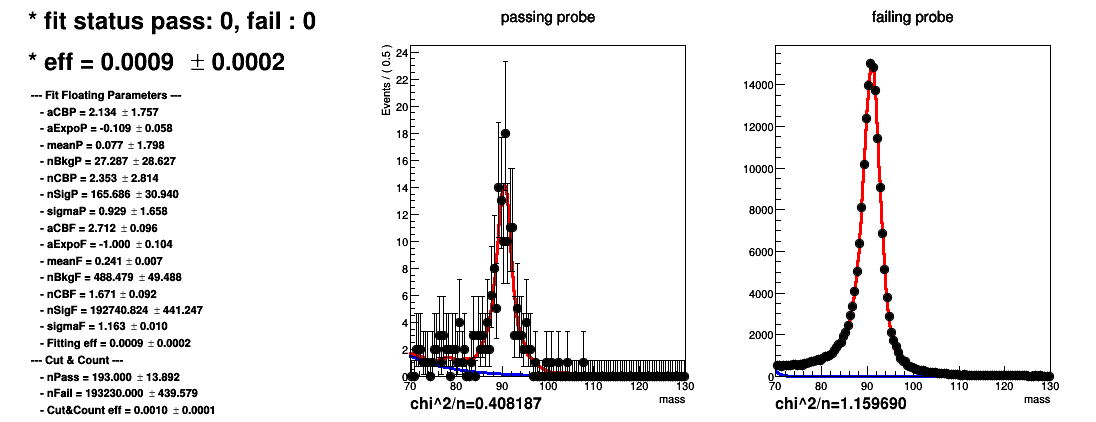 * fit status pass: 0, fail : 0
* eff = 0.0009 ± 0.0002
--- Fit Floating Parameters ---
- aCBP = 2.134 ± 1.757
- aExpoP = -0.109 ± 0.058
- meanP = 0.077 ± 1.798
- nBkgP = 27.287 ± 28.627
- nCBP = 2.353 ± 2.814
- nSigP = 165.686 ± 30.940
- sigmaP = 0.929 ± 1.658
- aCBF = 2.712 ± 0.096
- aExpoF = -1.000 ± 0.104
- meanF = 0.241 ± 0.007
- nBkgF = 488.479 ± 49.488
- nCBF = 1.671 ± 0.092
- nSigF = 192740.824 ± 441.247
- sigmaF = 1.163 ± 0.010
- Fitting eff = 0.0009 ± 0.0002
--- Cut & Count ---
- nPass = 193.000 ± 13.892
- nFail = 193230.000 ± 439.579
- Cut&Count eff = 0.0010 ± 0.0001
passing probe
Events / ( 0.5 )
24
22
20
18
16
14
12
10
8
6
4
2
0
70 80 90 100 110 120 130
mass
chi^2/n=0.408187
failing probe
14000
12000
10000
8000
6000
4000
2000
0
70 80 90 100 110 120 130
mass
chi^2/n=1.159690